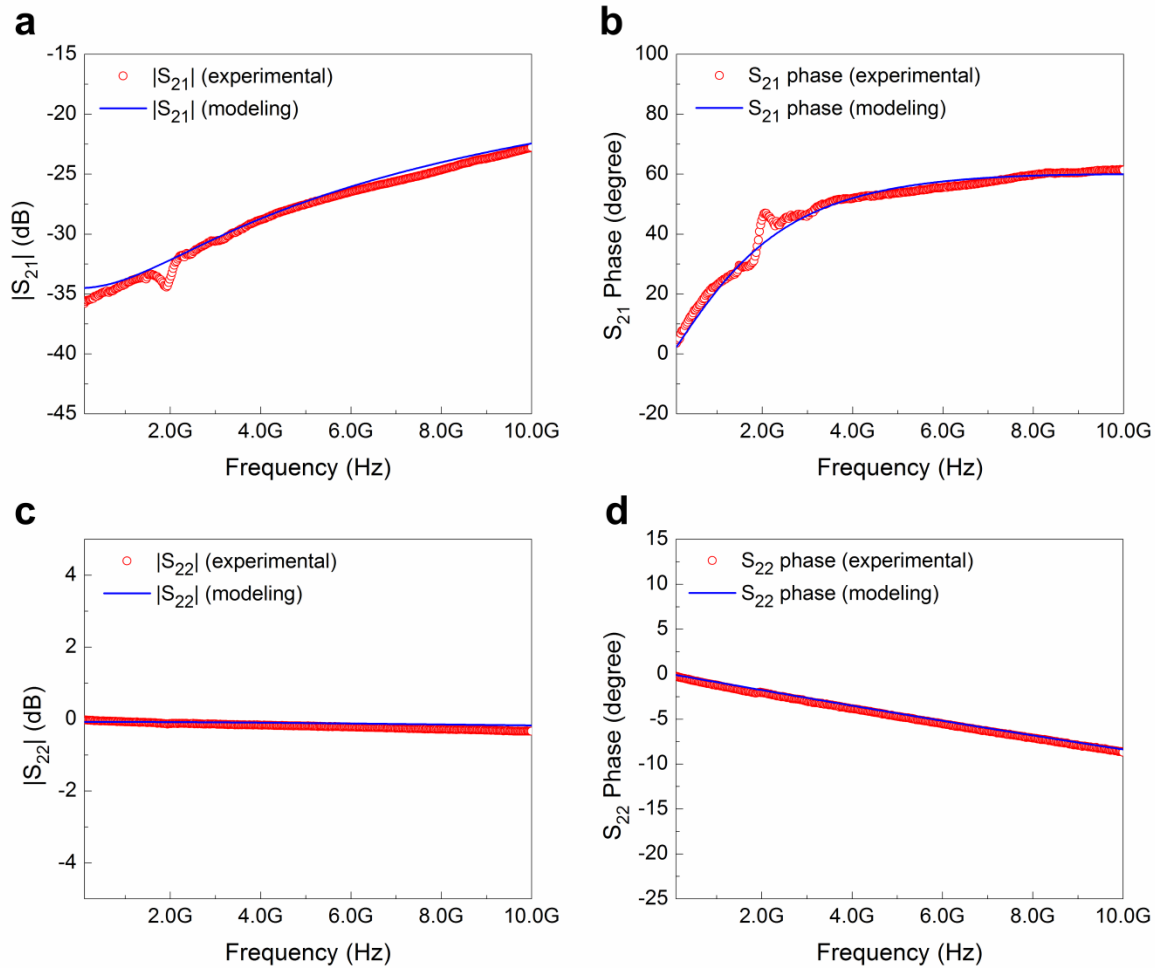 a
-15
-20
-25
-30
-35
-40
-45
|S21| (dB)
|S21| (experimental)
|S21| (modeling)
2.0G 4.0G 6.0G 8.0G 10.0G
Frequency (Hz)
b
100
80
60
40
20
0
-20
S21 Phase (degree)
S21 phase (experimental)
S21 phase (modeling)
2.0G 4.0G 6.0G 8.0G 10.0G
Frequency (Hz)
c
4
2
0
-2
-4
|S22| (dB)
|S22| (experimental)
|S22| (modeling)
2.0G 4.0G 6.0G 8.0G 10.0G
Frequency (Hz)
d
15
10
5
0
-5
-10
-15
-20
-25
S22 Phase (degree)
S22 phase (experimental)
S22 phase (modeling)
2.0G 4.0G 6.0G 8.0G 10.0G
Frequency (Hz)